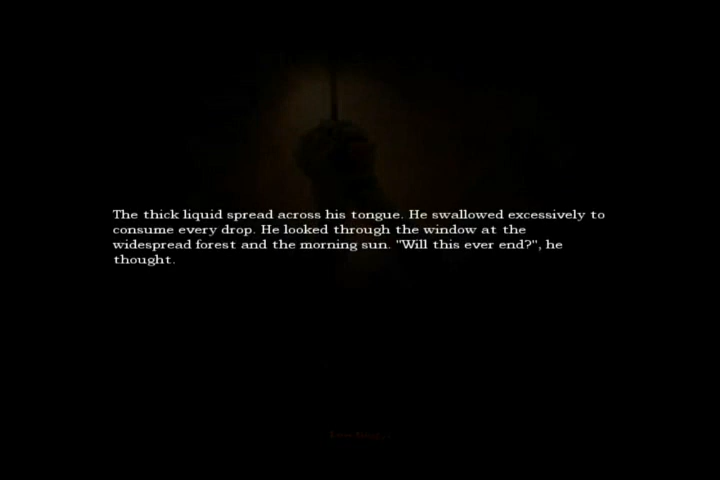 The thick liquid spread across his tongue. He swallowed excessively to
consume every drop. He looked through the window at the
widespread forest and the morning sun. "Will this ever end?", he
thought.